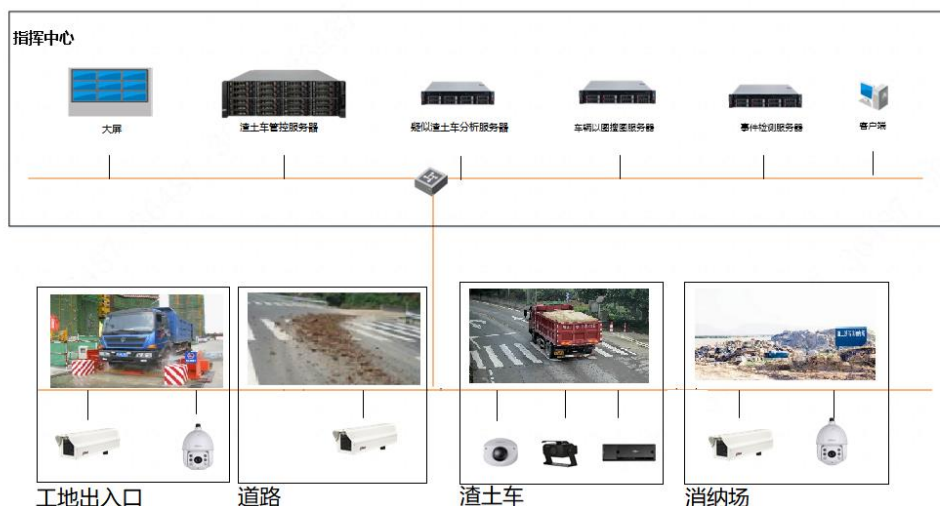 指挥中心
大屏
渣土车管控服务器
疑似渣土车分析服务器
车辆以图搜图服务器
事件检测服务器
客户端
工地出入口
道路
渣土车
消纳场